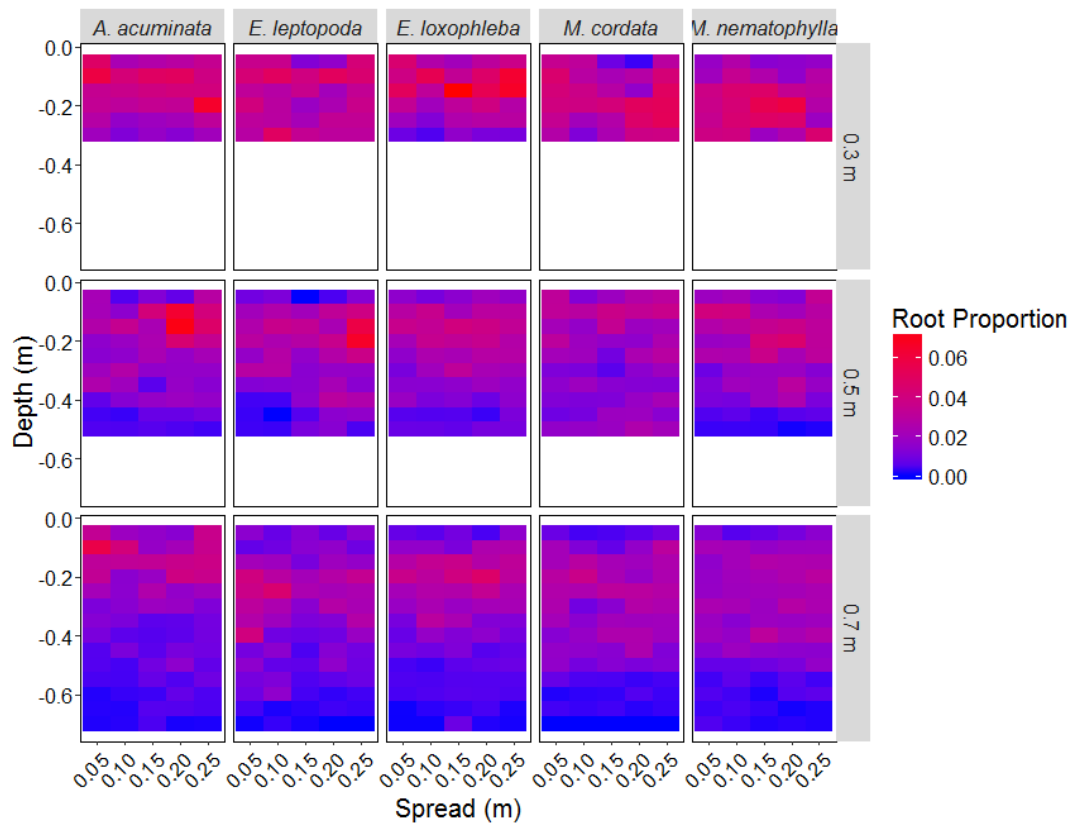 A. acuminata
E. leptopoda
E. loxophleba
M. cordata
M. nematophylla
0.0
-0.2
-0.4
-0.6
0.3 m
0.0
-0.2
-0.4
-0.6
0.5 m
0.0
-0.2
-0.4
-0.6
0.7 m
Depth (m)
0.05 0.10 0.15 0.20 0.25
0.05 0.10 0.15 0.20 0.25
0.05 0.10 0.15 0.20 0.25
0.05 0.10 0.15 0.20 0.25
0.05 0.10 0.15 0.20 0.25
Spread (m)
Root Proportion
0.06
0.04
0.02
0.00